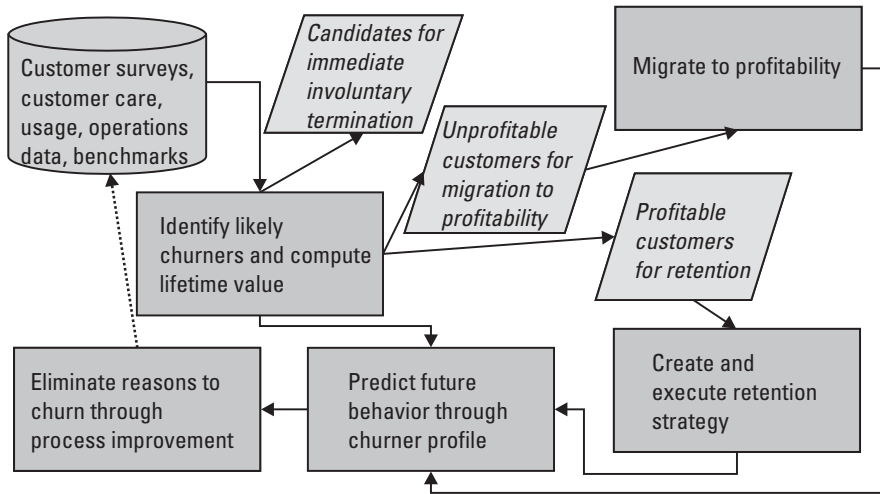 Customer surveys,
customer care,
usage, operations
data, benchmarks
Candidates for
immediate
involuntary
termination
Unprofitable
customers for
migration to
profitability
Migrate to profitability
Identify likely
churners and compute
lifetime value
Profitable
customers
for retention
Eliminate reasons to
churn through
process improvement
Predict future
behavior through
churner profile
Create and
execute retention
strategy